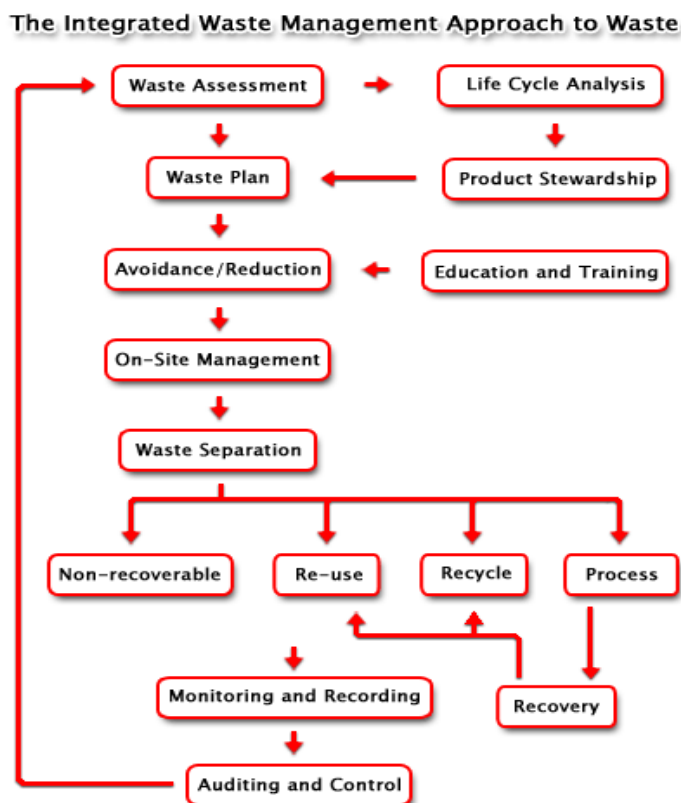 The Integrated Waste Management Approach to Waste
Waste Assessment
Life Cycle Analysis
Waste Plan
Product Stewardship
Avoidance/Reduction
Education and Training
On-Site Management
Waste Separation
Non-recoverable
Re-use
Recycle
Process
Monitoring and Recording
Recovery
Auditing and Control